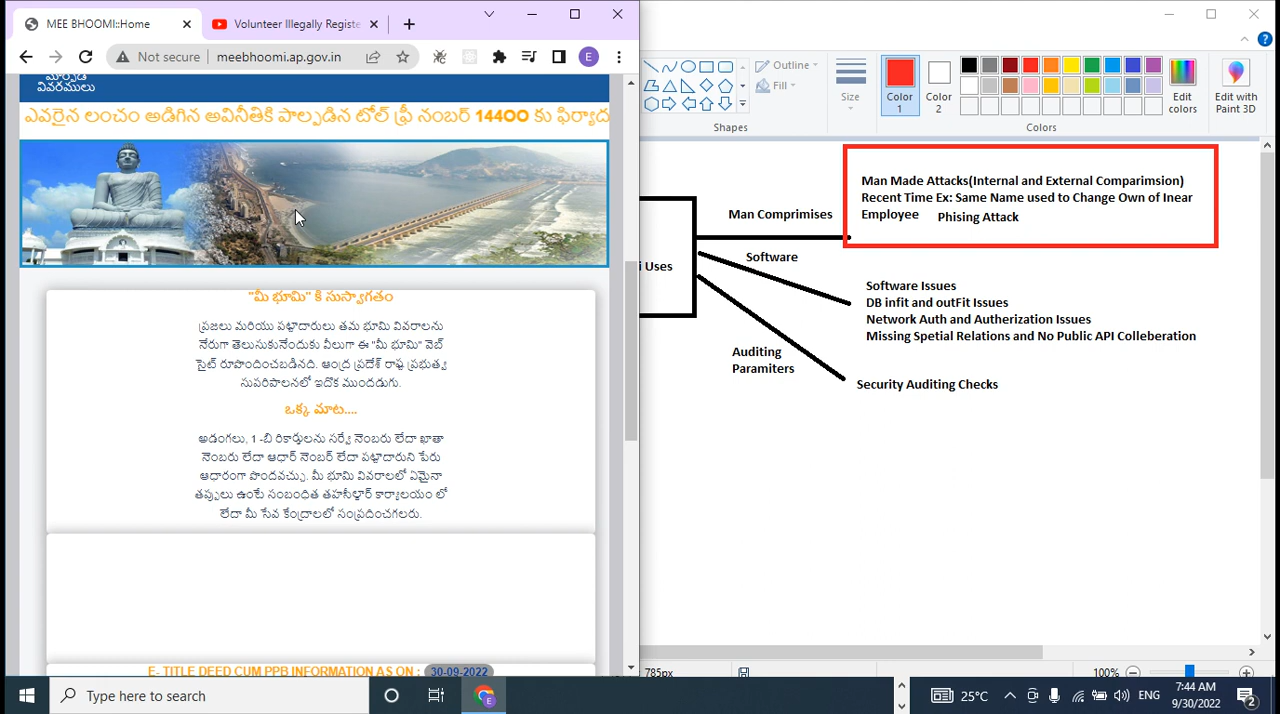 MEE BHOOMI::Home
Volunteer Illegally Registe
Not secure
meebhoomi.ap.gov.in
E
మార్పిడి
వివరములు
ఎవరైన లంచం అడిగిన అవినీతికి పాల్పడిన టోల్ ఫ్రీ నంబర్ 14400 కు ఫిర్యాద
"మీ భూమి" కి సుస్వాగతం
ప్రజలు మరియు పట్టాదారులు తమ భూమి వివరాలను
నేరుగా తెలుసుకునేందుకు వీలుగా ఈ "మీ భూమి" వెబ్
సైట్ రూపొందించబడినది. ఆంధ్ర ప్రదేశ్ రాష్ట్ర ప్రభుత్వ
సుపరిపాలనలో ఇదొక ముందడుగు.
ఒక్క మాట....
అడంగలు, 1 -బి రికార్డులను సర్వే నెంబరు లేదా ఖాతా
నెంబరు లేదా ఆధార్ నెంబర్ లేదా పట్టాదారుని పేరు
ఆధారంగా పొందవచ్చు. మీ భూమి వివరాలలో ఏమైనా
తప్పులు ఉంటే సంబంధిత తహసీల్దార్ కార్యాలయం లో
లేదా మీ సేవ కేంద్రాలలో సంప్రదించగలరు.
E- TITLE DEED CUM PPB INFORMATION AS ON : 30-09-2022
Outline
Fill
Shapes
Size
Color
1
Color
2
Edit
colors
Edit with
Paint 3D
Colors
i Uses
Man Comprimises
Software
Auditing
Paramiters
Man Made Attacks(Internal and External Comparimsion)
Recent Time Ex: Same Name used to Change Own of Inear
Employee Phising Attack
Software Issues
DB infit and outFit Issues
Network Auth and Autherization Issues
Missing Spetial Relations and No Public API Colleberation
Security Auditing Checks
785px
100%
Type here to search
E
25°C
ENG
7:44 AM
9/30/2022
2